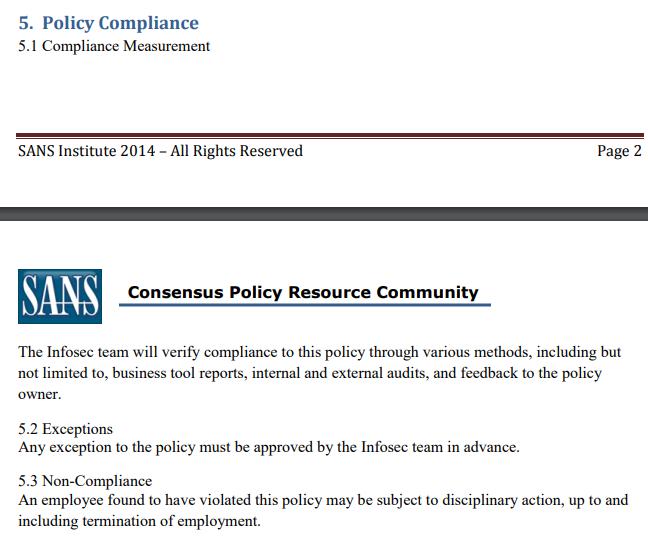 5. Policy Compliance
5.1 Compliance Measurement
SANS Institute 2014 – All Rights Reserved
Page 2
SANS
Consensus Policy Resource Community
The Infosec team will verify compliance to this policy through various methods, including but
not limited to, business tool reports, internal and external audits, and feedback to the policy
owner.
5.2 Exceptions
Any exception to the policy must be approved by the Infosec team in advance.
5.3 Non-Compliance
An employee found to have violated this policy may be subject to disciplinary action, up to and
including termination of employment.